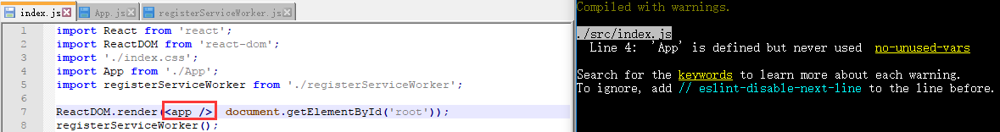 index.js
App.js
registerServiceWorker.js
1 import React from 'react';
2 import ReactDOM from 'react-dom';
3 import './index.css';
4 import App from './App';
5 import registerServiceWorker from './registerServiceWorker';
6
7 ReactDOM.render(<app /> document.getElementById('root'));
8 registerServiceWorker();
Compiled with warnings.
./src/index.js
Line 4: 'App' is defined but never used no-unused-vars
Search for the keywords to learn more about each warning.
To ignore, add // eslint-disable-next-line to the line before.